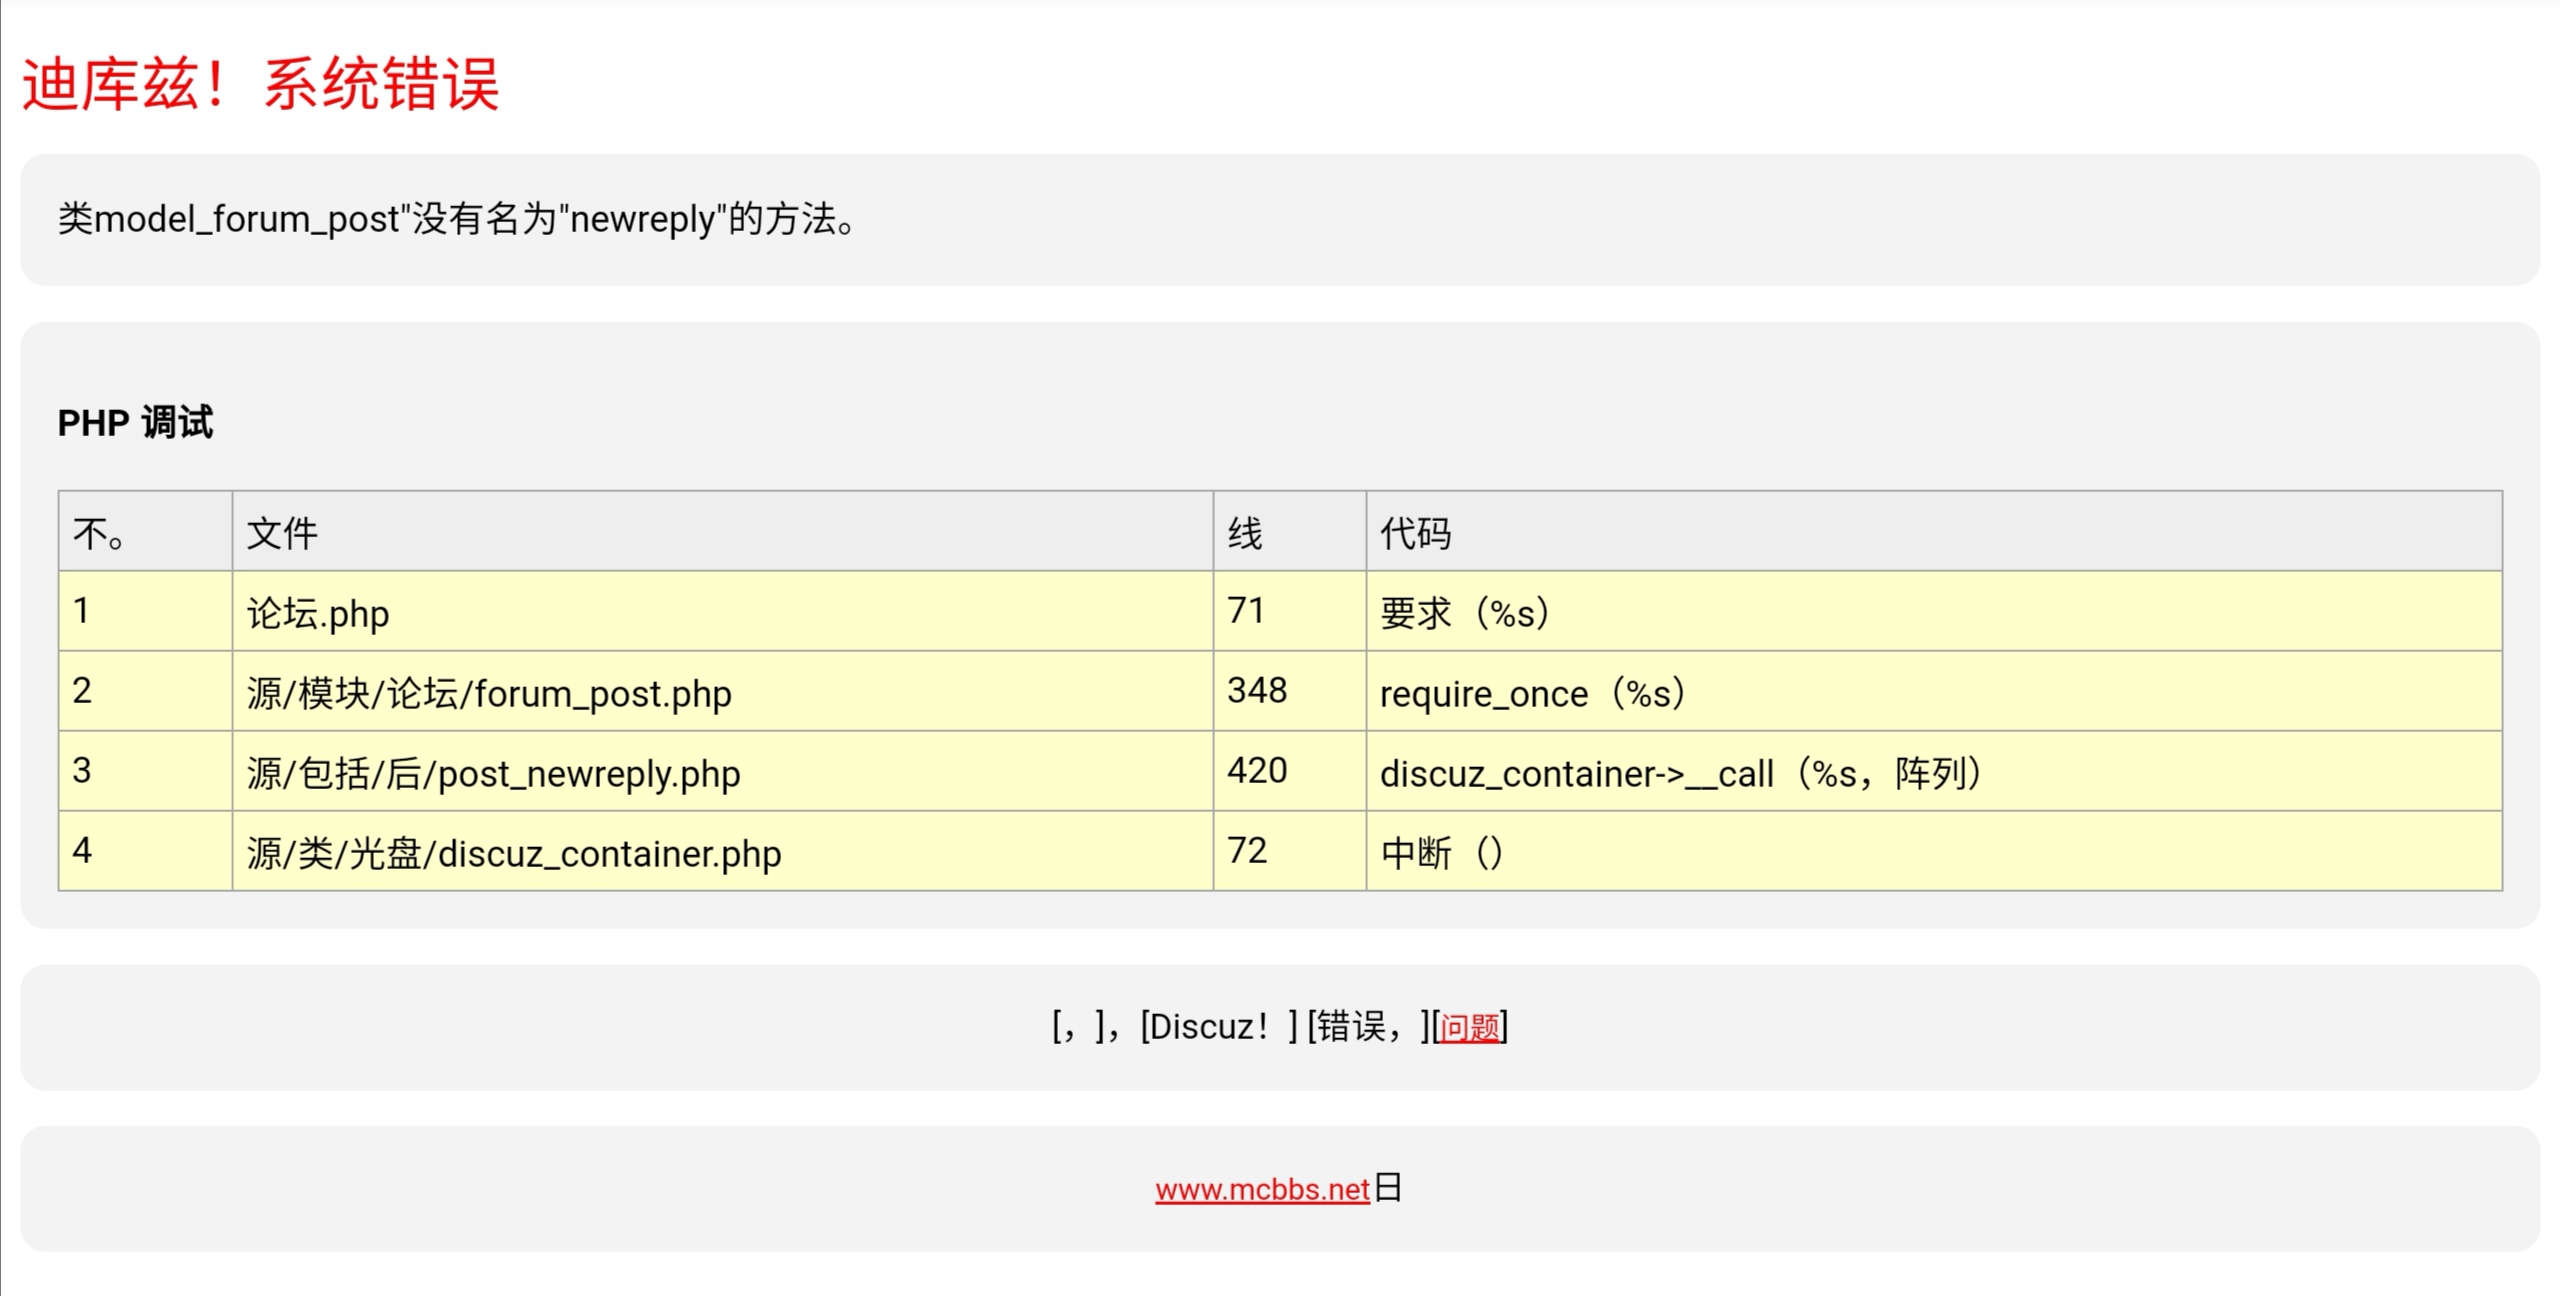 迪库兹！系统错误
类model_forum_post"没有名为"newreply"的方法。
PHP 调试
不。 文件 线 代码
1 论坛.php 71 要求（%s）
2 源/模块/论坛/forum_post.php 348 require_once（%s）
3 源/包括/后/post_newreply.php 420 discuz_container->__call（%s，阵列）
4 源/类/光盘/discuz_container.php 72 中断（）
[，]，[Discuz！] [错误，][问题]
www.mcbbs.net日